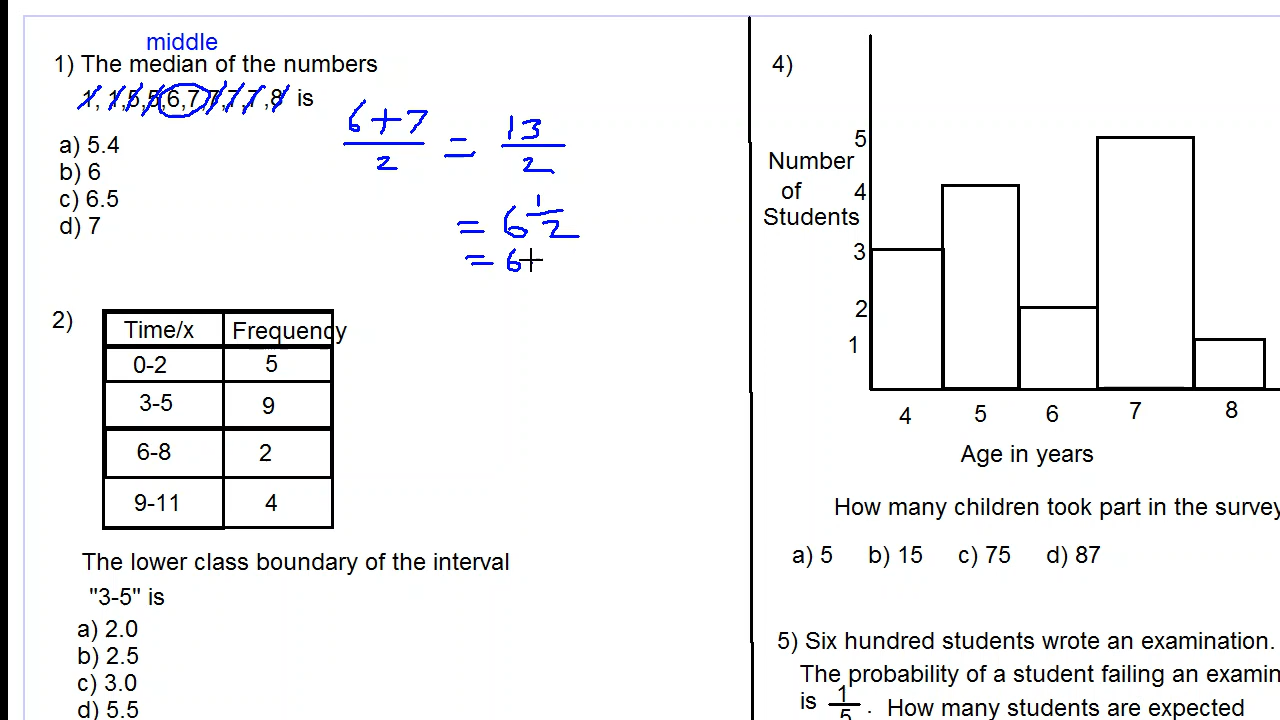 middle
1) The median of the numbers
1, 1,5,5,6,7,7,7,7 ,8 is
a) 5.4
b) 6
c) 6.5
d) 7
6+7
2
=
13
2
= 6 1/2
= 6
2)
Time/x Frequency
0-2 5
3-5 9
6-8 2
9-11 4
The lower class boundary of the interval
"3-5" is
a) 2.0
b) 2.5
c) 3.0
d) 5.5
4)
Number
of
Students
5
4
3
2
1
4 5 6 7 8
Age in years
How many children took part in the survey
a) 5 b) 15 c) 75 d) 87
5) Six hundred students wrote an examination.
The probability of a student failing an examin
is 1/5 . How many students are expected